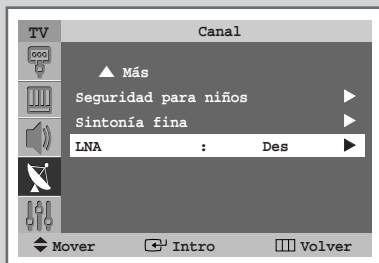 TV Canal
▲ Más
Seguridad para niños ▶
Sintonía fina ▶
LNA : Des ▶
Mover Intro Volver